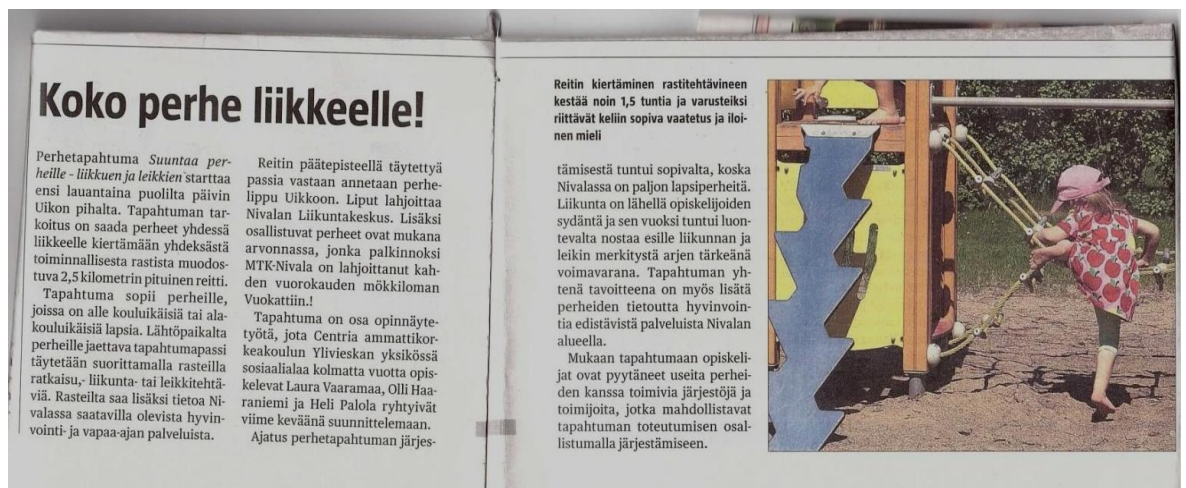 Koko perhe liikkeelle!
Perhetapahtuma Suuntaa per-
heille - liikkuen ja leikkien starttaa
ensi lauantaina puolilta päivin
Uikon pihalta. Tapahtuman tar-
koitus on saada perheet yhdessä
liikkeelle kiertämään yhdeksästä
toiminnallisesta rastista muodos-
tuva 2,5 kilometrin pituinen reitti.
Tapahtuma sopii perheille,
joissa on alle kouluikäisiä tai ala-
kouluikäisiä lapsia. Lähtöpaikalta
perheille jaettava tapahtumapassi
täytetään suorittamalla rasteilla
ratkaisu,- liikunta- tai leikkitehtä-
viä. Rasteilta saa lisäksi tietoa Ni-
valassa saatavilla olevista hyvin-
vointi- ja vapaa-ajan palveluista.
Reitin päätepisteellä täytettyä
passia vastaan annetaan perhe-
lippu Uikkoon. Liput lahjoittaa
Nivalan Liikuntakeskus. Lisäksi
osallistuvat perheet ovat mukana
arvonnassa, jonka palkinnoksi
MTK-Nivala on lahjoittanut kah-
den vuorokauden mökkiloman
Vuokattiin.!
Tapahtuma on osa opinnäyte-
työtä, jota Centria ammattikor-
keakoulun Ylivieskan yksikössä
sosiaalialaa kolmatta vuotta opis-
kelevat Laura Vaaramaa, Olli Haa-
raniemi ja Heli Palola ryhtyivät
viime keväänä suunnittelemaan.
Ajatus perhetapahtuman järjes-
Reitin kiertäminen rastitehtävineen
kestää noin 1,5 tuntia ja varusteiksi
riittävät keliin sopiva vaatetus ja iloi-
nen mieli
tämisestä tuntui sopivalta, koska
Nivalassa on paljon lapsiperheitä.
Liikunta on lähellä opiskelijoiden
sydäntä ja sen vuoksi tuntui luon-
tevalta nostaa esille liikunnan ja
leikin merkitystä arjen tärkeänä
voimavarana. Tapahtuman yh-
tenä tavoitteena on myös lisätä
perheiden tietoutta hyvinvoin-
tia edistävistä palveluista Nivalan
alueella.
Mukaan tapahtumaan opiskeli-
jat ovat pyytäneet useita perhei-
den kanssa toimivia järjestöjä ja
toimijoita, jotka mahdollistavat
tapahtuman toteutumisen osal-
listumalla järjestämiseen.